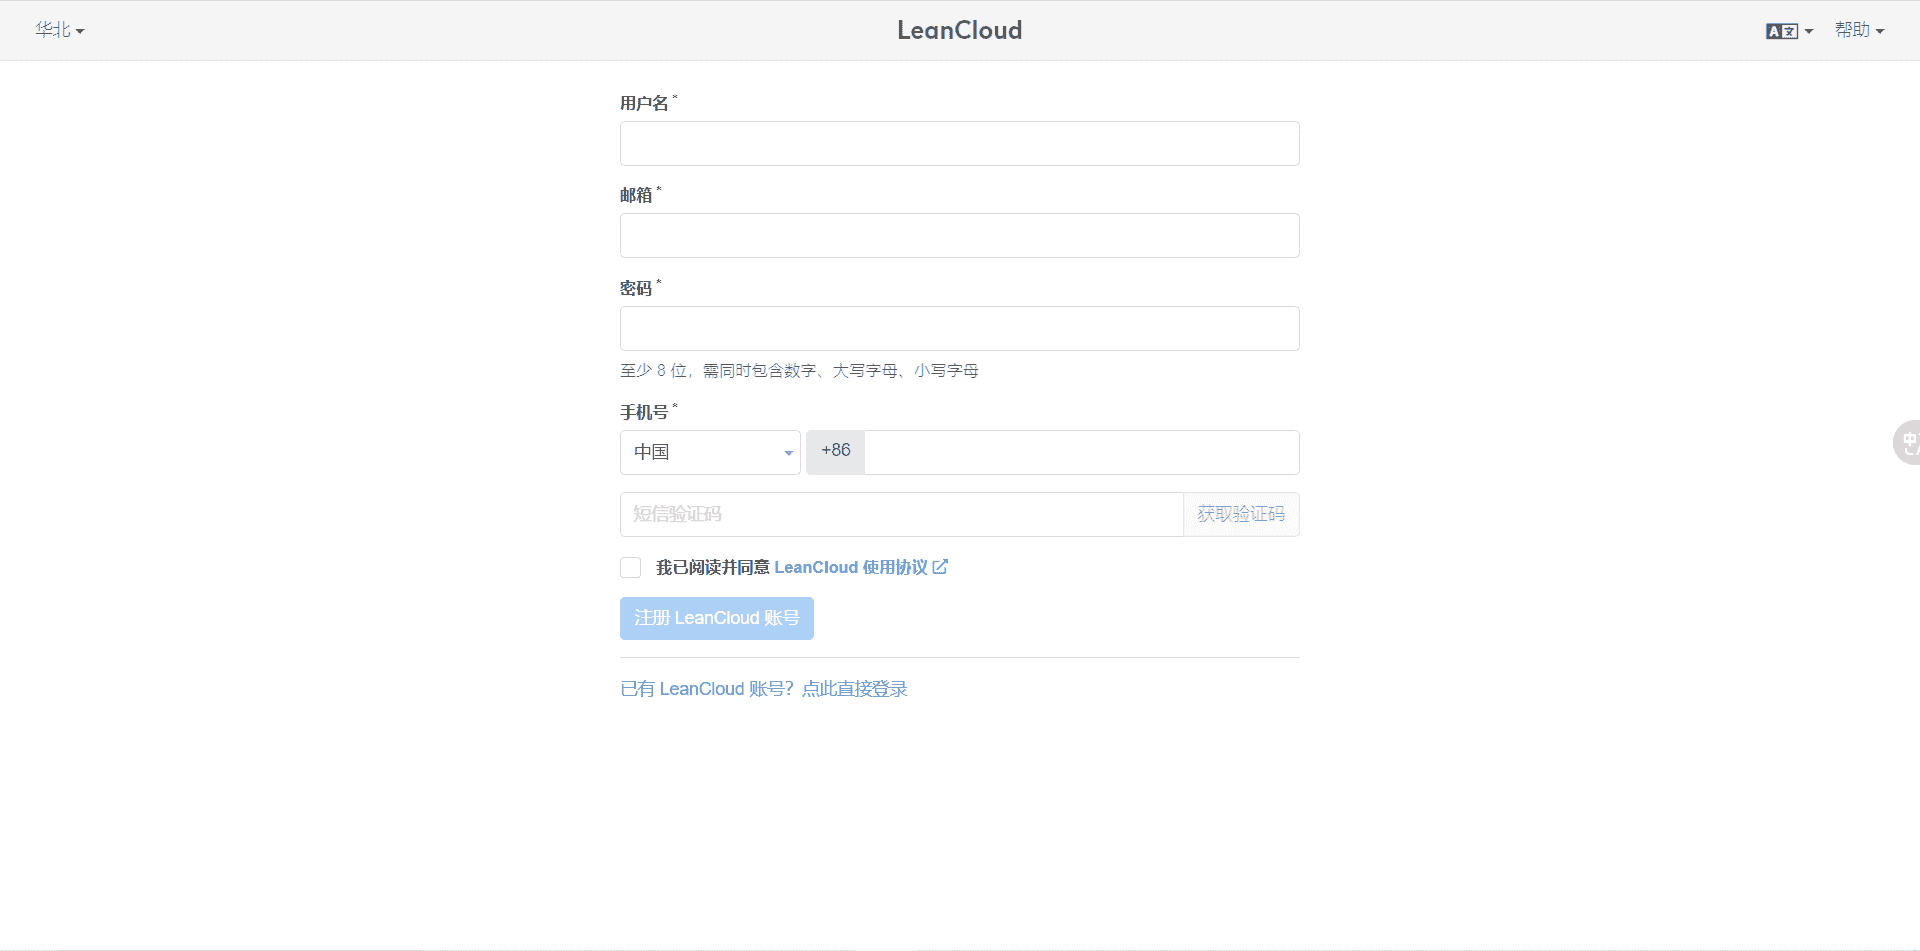 华北
LeanCloud
A文
帮助
用户名 *
邮箱 *
密码 *
至少 8 位，需同时包含数字、大写字母、小写字母
手机号 *
中国
+86
短信验证码
获取验证码
我已阅读并同意 LeanCloud 使用协议
注册 LeanCloud 账号
已有 LeanCloud 账号？点此直接登录
中